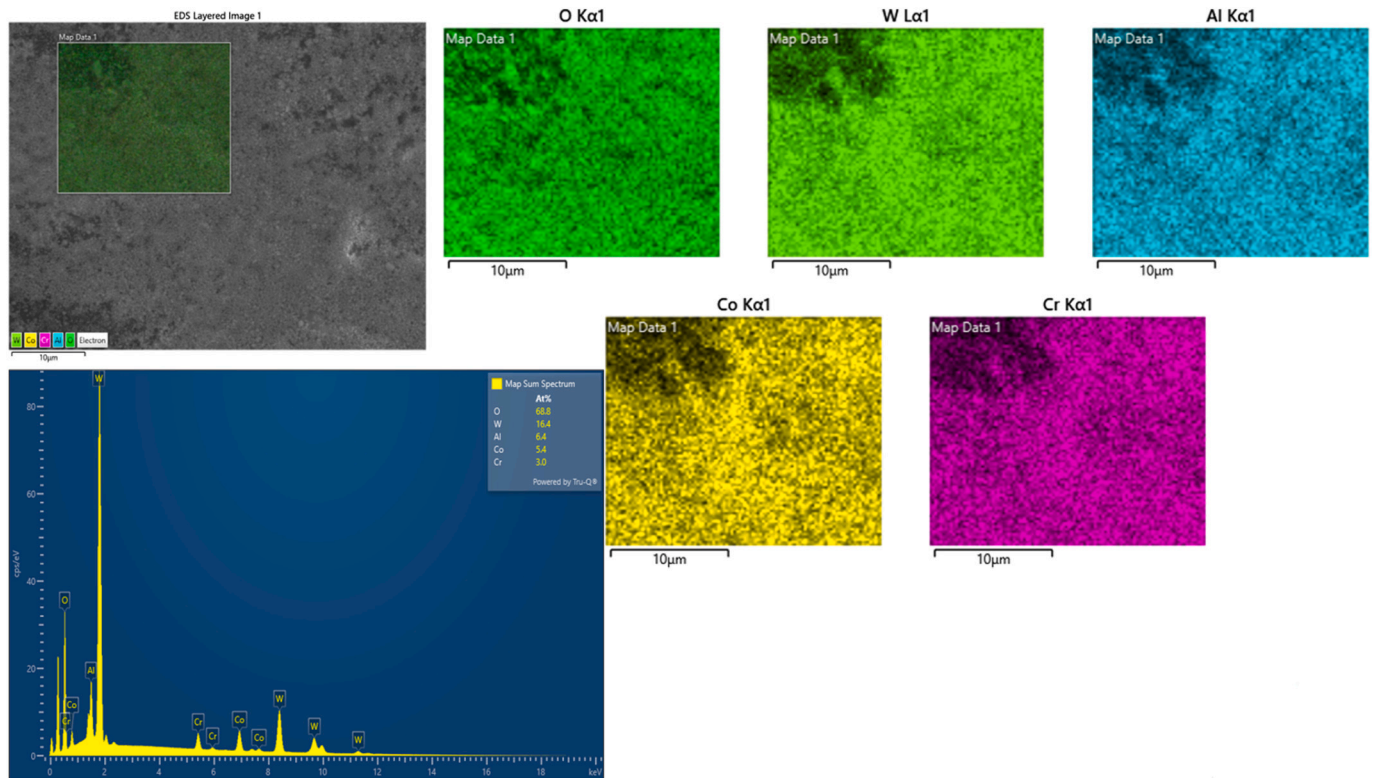 EDS Layered Image 1
Map Data 1
W Co Cr Al O Electron
10μm
O Kα1
Map Data 1
10μm
W Lα1
Map Data 1
10μm
Al Kα1
Map Data 1
10μm
Co Kα1
Map Data 1
10μm
Cr Kα1
Map Data 1
10μm
Map Sum Spectrum
At%
O 68.8
W 16.4
Al 6.4
Co 5.4
Cr 3.0
Powered by Tru-Q®
cps/eV
80
60
40
20
0
W
O
Al
Co
Cr
Cr
Cr
Co
Co
W
W
W
0 2 4 6 8 10 12 14 16 18 keV